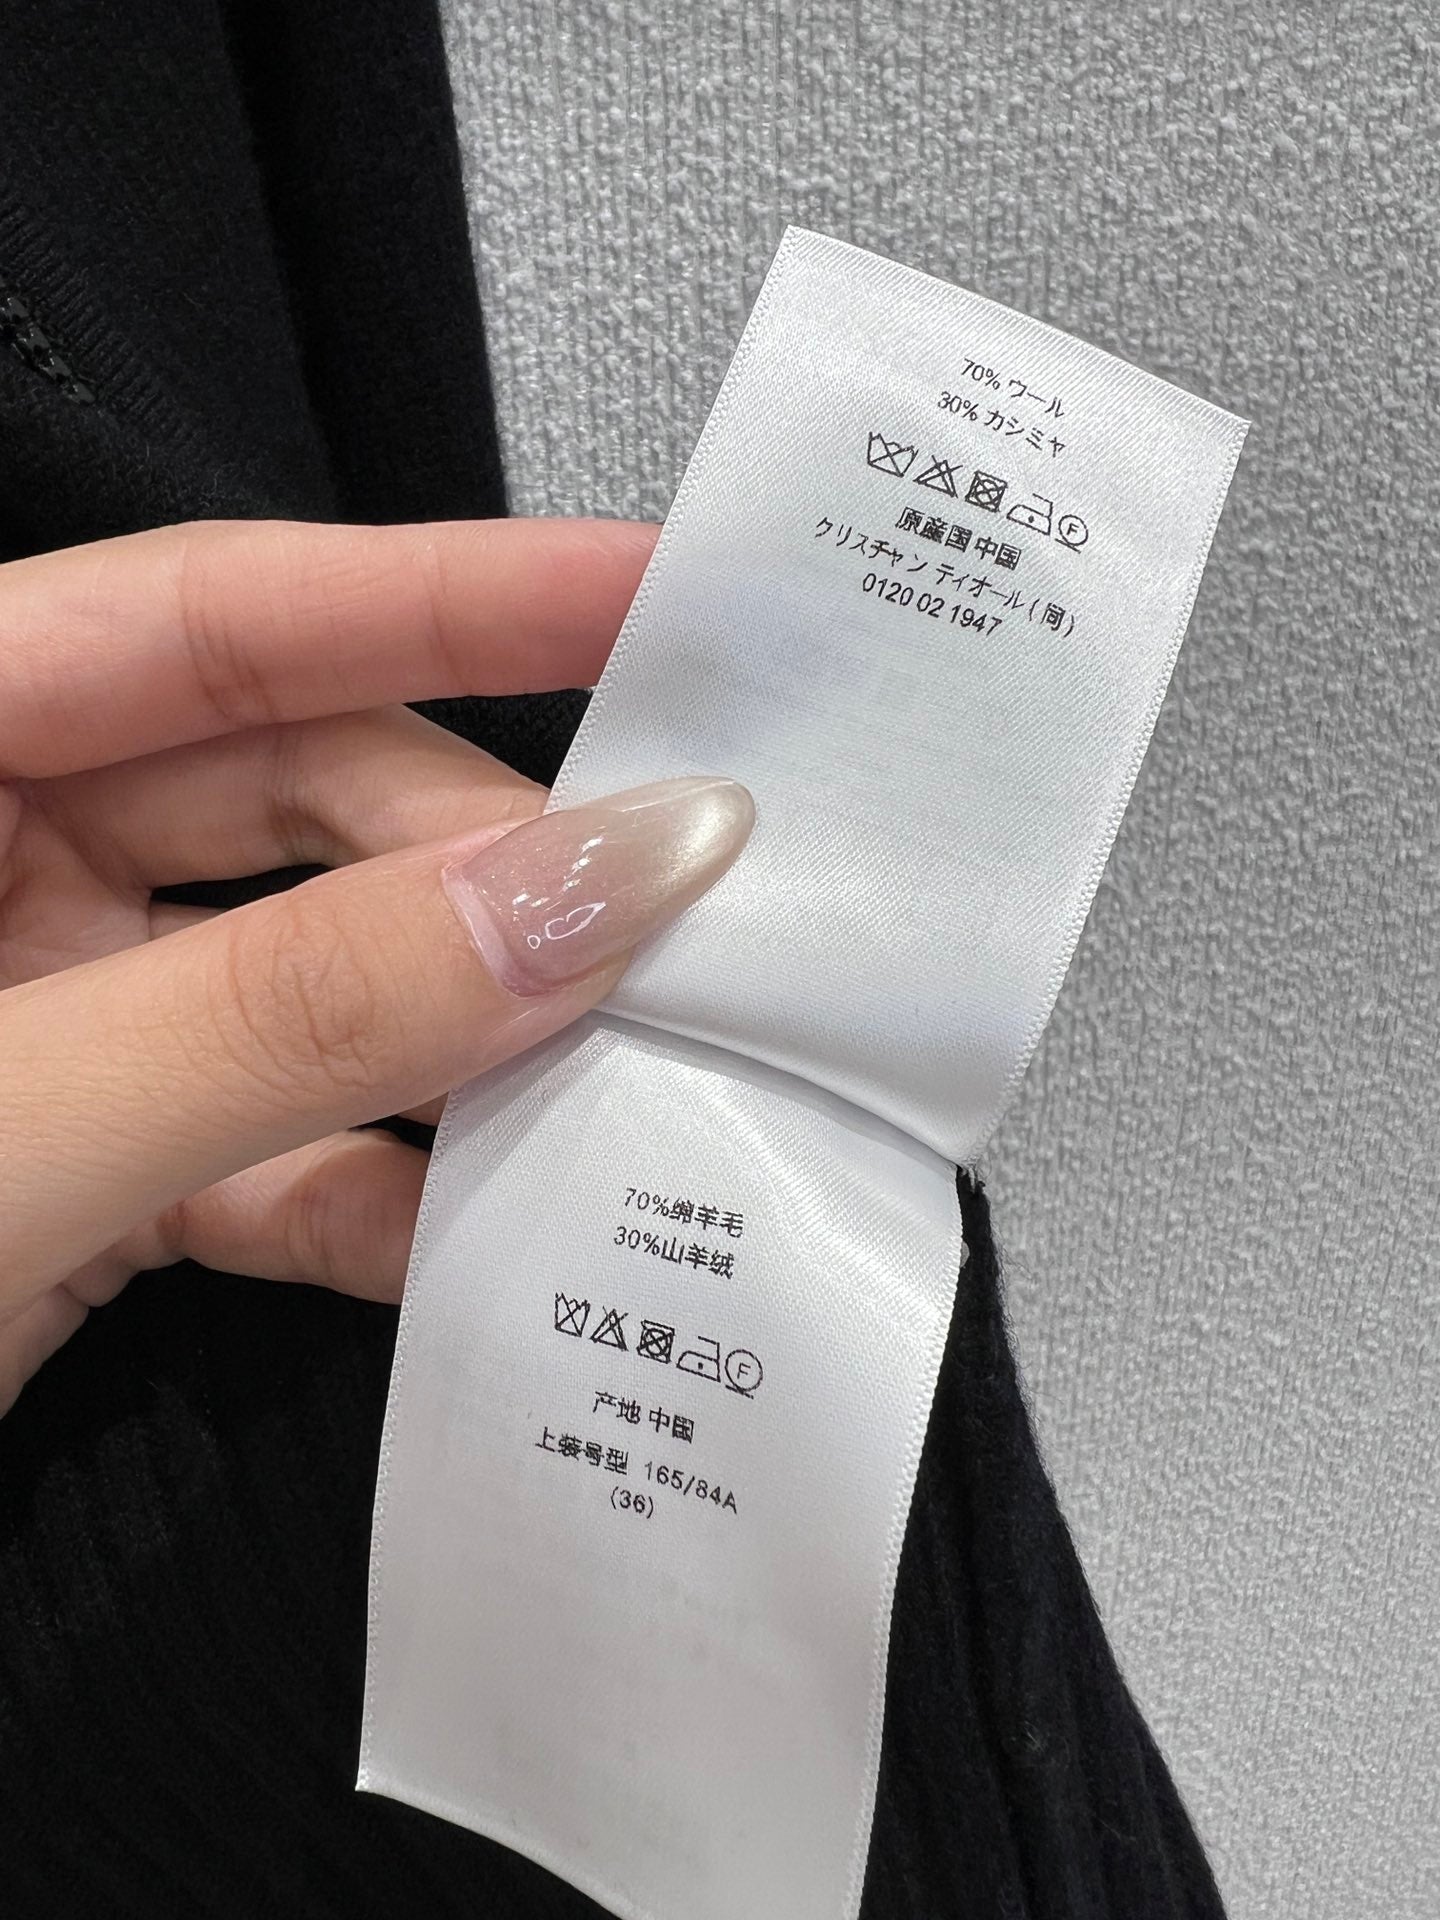 70% ウール
30% カシミヤ
F
原産国 中国
クリスチャン ディオール (同)
0120 02 1947
70%绵羊毛
30%山羊绒
F
产地 中国
上装号型 165/84A
(36)